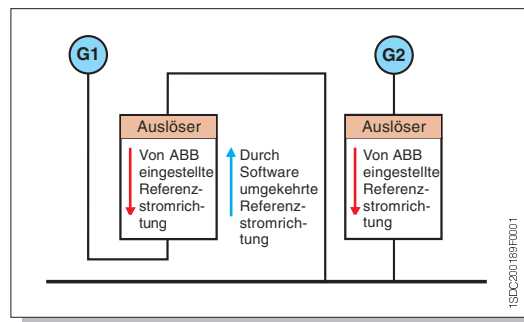 G1
G2
Auslöser
Von ABB
eingestellte
Referenz-
stromrich-
tung
Durch
Software
umgekehrte
Referenz-
stromrich-
tung
Auslöser
Von ABB
eingestellte
Referenz-
stromrich-
tung
1SDC200189F0001